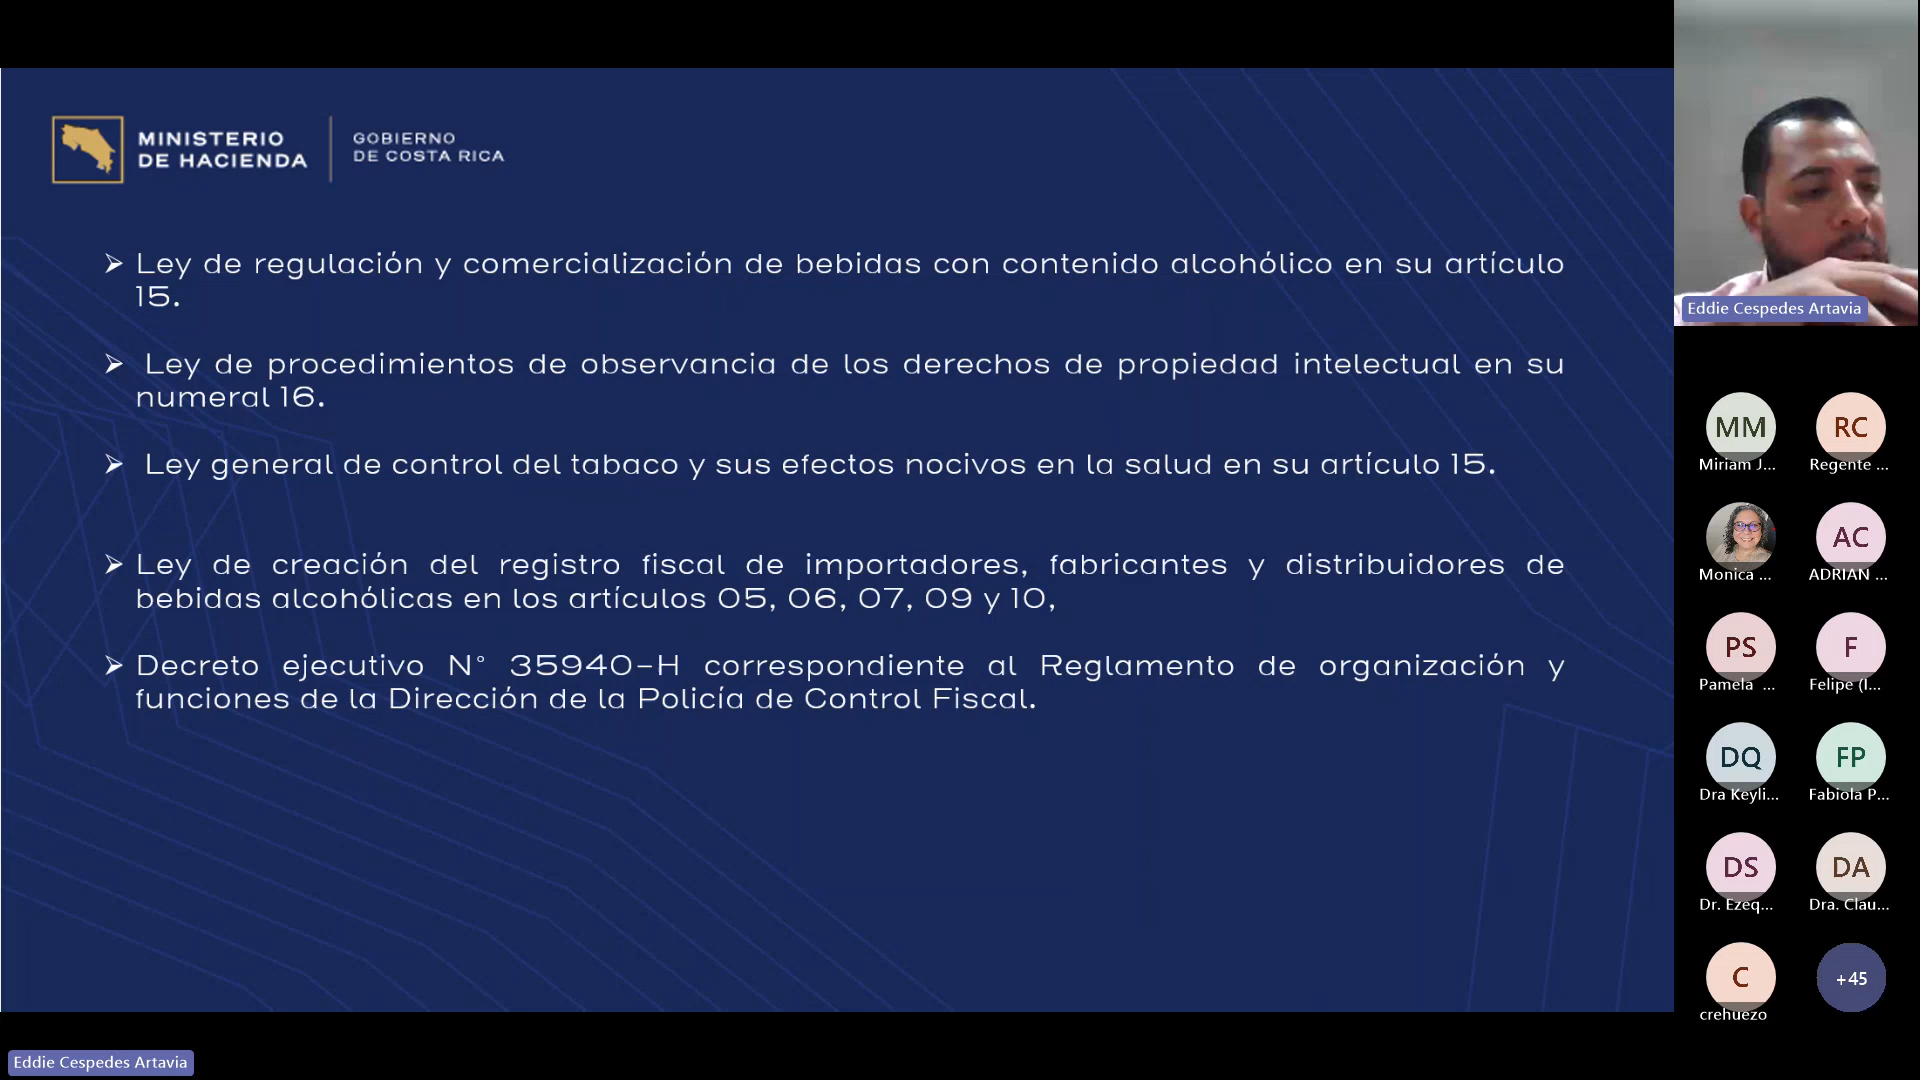 MINISTERIO
DE HACIENDA
GOBIERNO
DE COSTA RICA
➢ Ley de regulación y comercialización de bebidas con contenido alcohólico en su artículo
15.
➢ Ley de procedimientos de observancia de los derechos de propiedad intelectual en su
numeral 16.
➢ Ley general de control del tabaco y sus efectos nocivos en la salud en su artículo 15.
➢ Ley de creación del registro fiscal de importadores, fabricantes y distribuidores de
bebidas alcohólicas en los artículos 05, 06, 07, 09 y 10,
➢ Decreto ejecutivo N° 35940-H correspondiente al Reglamento de organización y
funciones de la Dirección de la Policía de Control Fiscal.
Eddie Cespedes Artavia
MM
Miriam J...
RC
Regente ...
Monica ...
AC
ADRIAN ...
PS
Pamela ...
F
Felipe (I...
DQ
Dra Keyli...
FP
Fabiola P...
DS
Dr. Ezeq...
DA
Dra. Clau...
C
crehuezo
+45
Eddie Cespedes Artavia